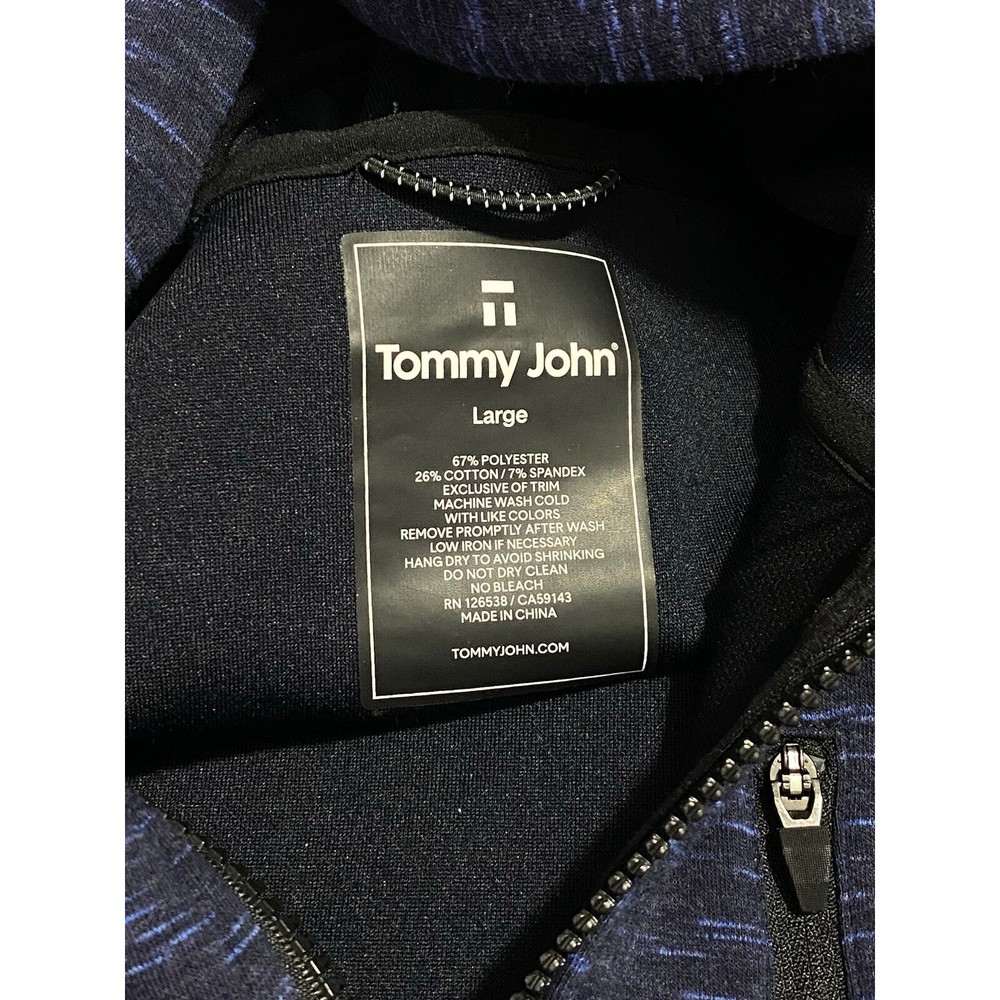 Tommy John®
Large
67% POLYESTER
26% COTTON / 7% SPANDEX
EXCLUSIVE OF TRIM
MACHINE WASH COLD
WITH LIKE COLORS
REMOVE PROMPTLY AFTER WASH
LOW IRON IF NECESSARY
HANG DRY TO AVOID SHRINKING
DO NOT DRY CLEAN
NO BLEACH
RN 126538 / CA59143
MADE IN CHINA
TOMMYJOHN.COM